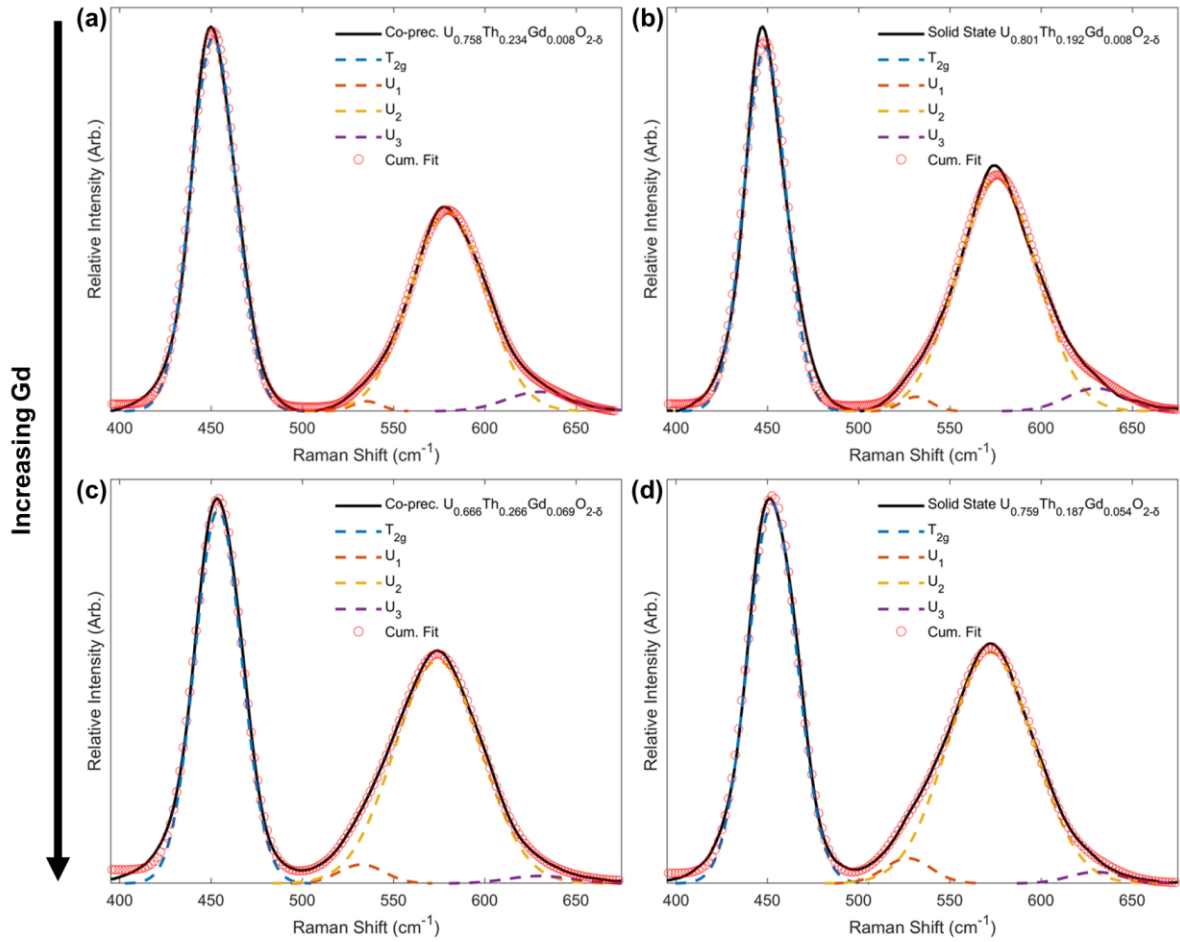 Increasing Gd
(a)
Co-prec. U0.758Th0.234Gd0.008O2-δ
T2g
U1
U2
U3
Cum. Fit
Relative Intensity (Arb.)
400 450 500 550 600 650
Raman Shift (cm-1)
(b)
Solid State U0.801Th0.192Gd0.008O2-δ
T2g
U1
U2
U3
Cum. Fit
Relative Intensity (Arb.)
400 450 500 550 600 650
Raman Shift (cm-1)
(c)
Co-prec. U0.666Th0.266Gd0.069O2-δ
T2g
U1
U2
U3
Cum. Fit
Relative Intensity (Arb.)
400 450 500 550 600 650
Raman Shift (cm-1)
(d)
Solid State U0.759Th0.187Gd0.054O2-δ
T2g
U1
U2
U3
Cum. Fit
Relative Intensity (Arb.)
400 450 500 550 600 650
Raman Shift (cm-1)